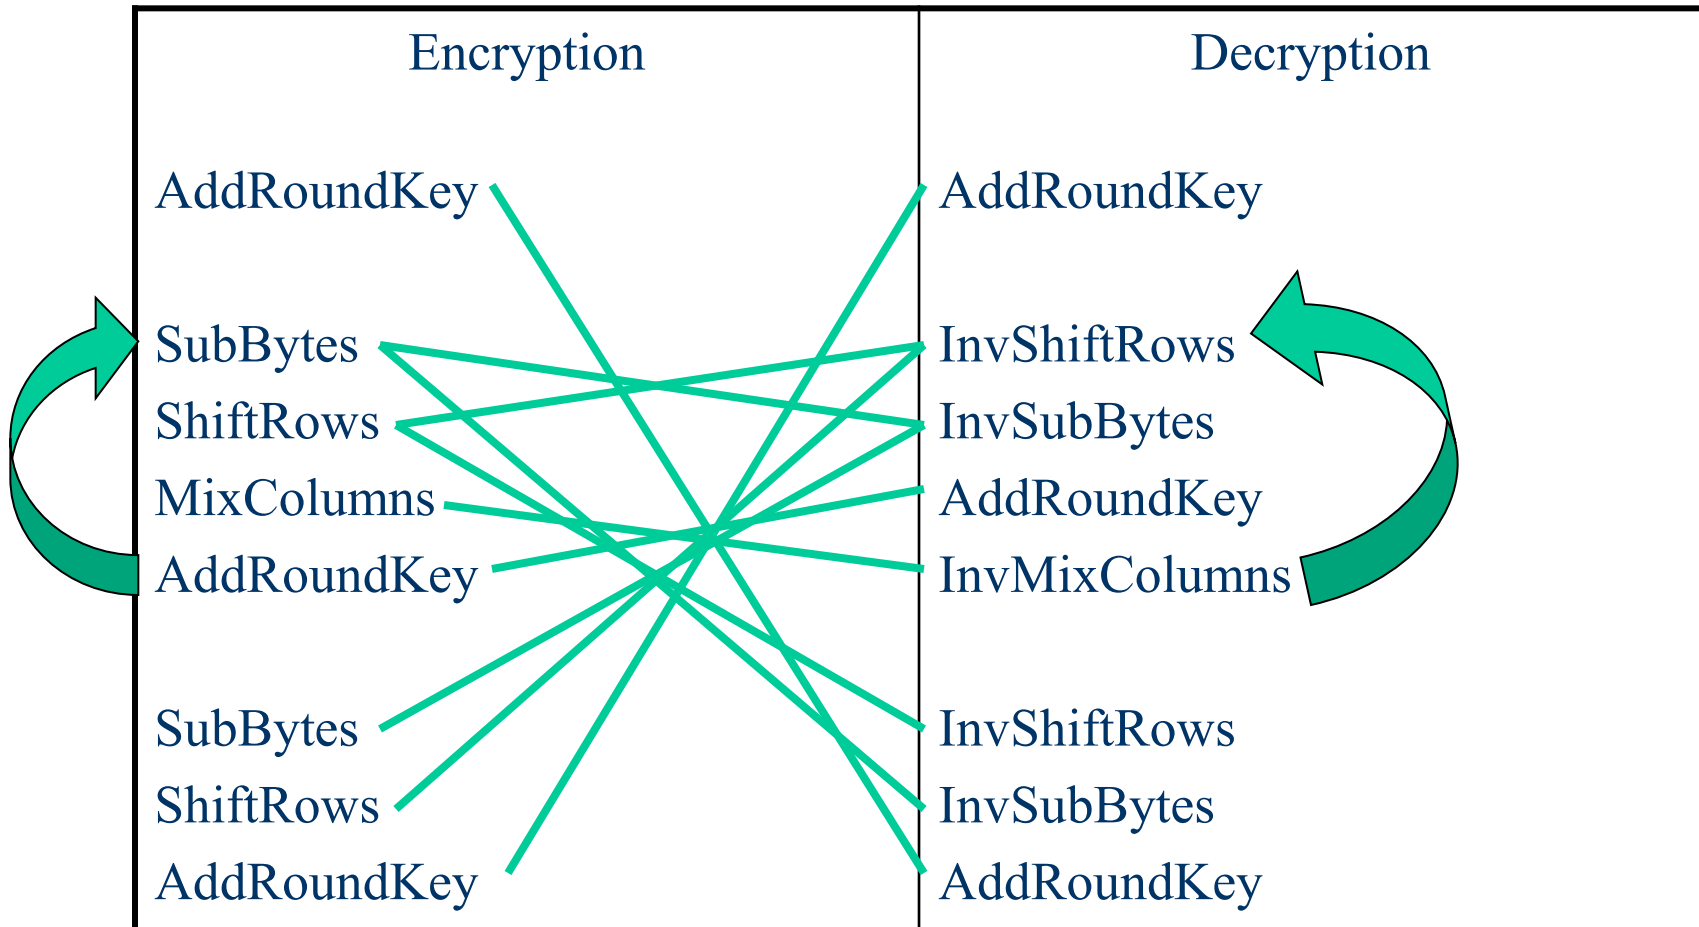 Encryption
AddRoundKey
SubBytes
ShiftRows
MixColumns
AddRoundKey
SubBytes
ShiftRows
AddRoundKey
Decryption
AddRoundKey
InvShiftRows
InvSubBytes
AddRoundKey
InvMixColumns
InvShiftRows
InvSubBytes
AddRoundKey